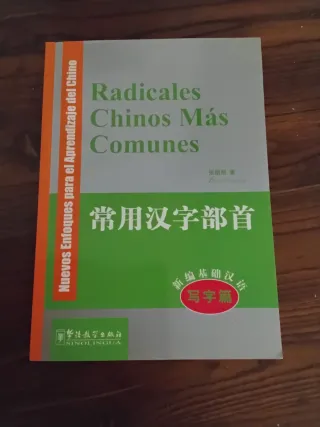 Nuevos Enfoques para el Aprendizaje del Chino
Radicales
Chinos Más
Comunes
著
常用汉字部首
新编基础汉语
写字篇
华语教学出版社
SINOLINGUA